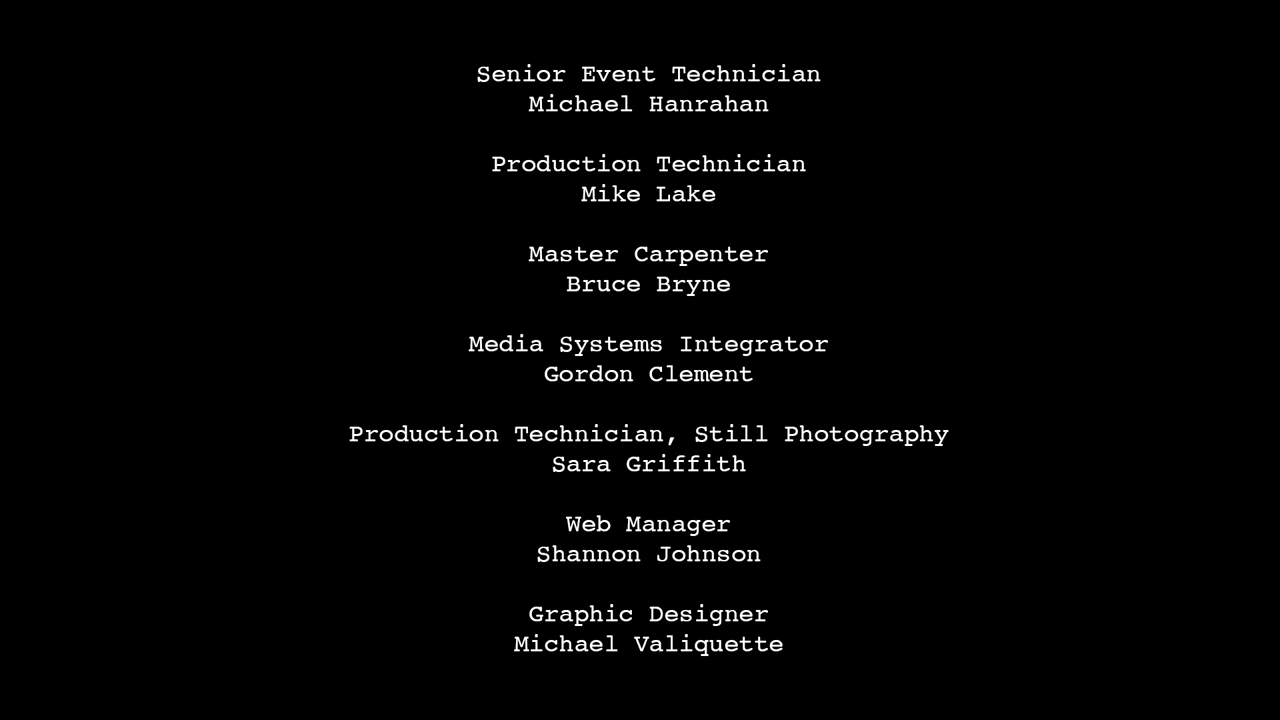 Senior Event Technician
Michael Hanrahan
Production Technician
Mike Lake
Master Carpenter
Bruce Bryne
Media Systems Integrator
Gordon Clement
Production Technician, Still Photography
Sara Griffith
Web Manager
Shannon Johnson
Graphic Designer
Michael Valiquette